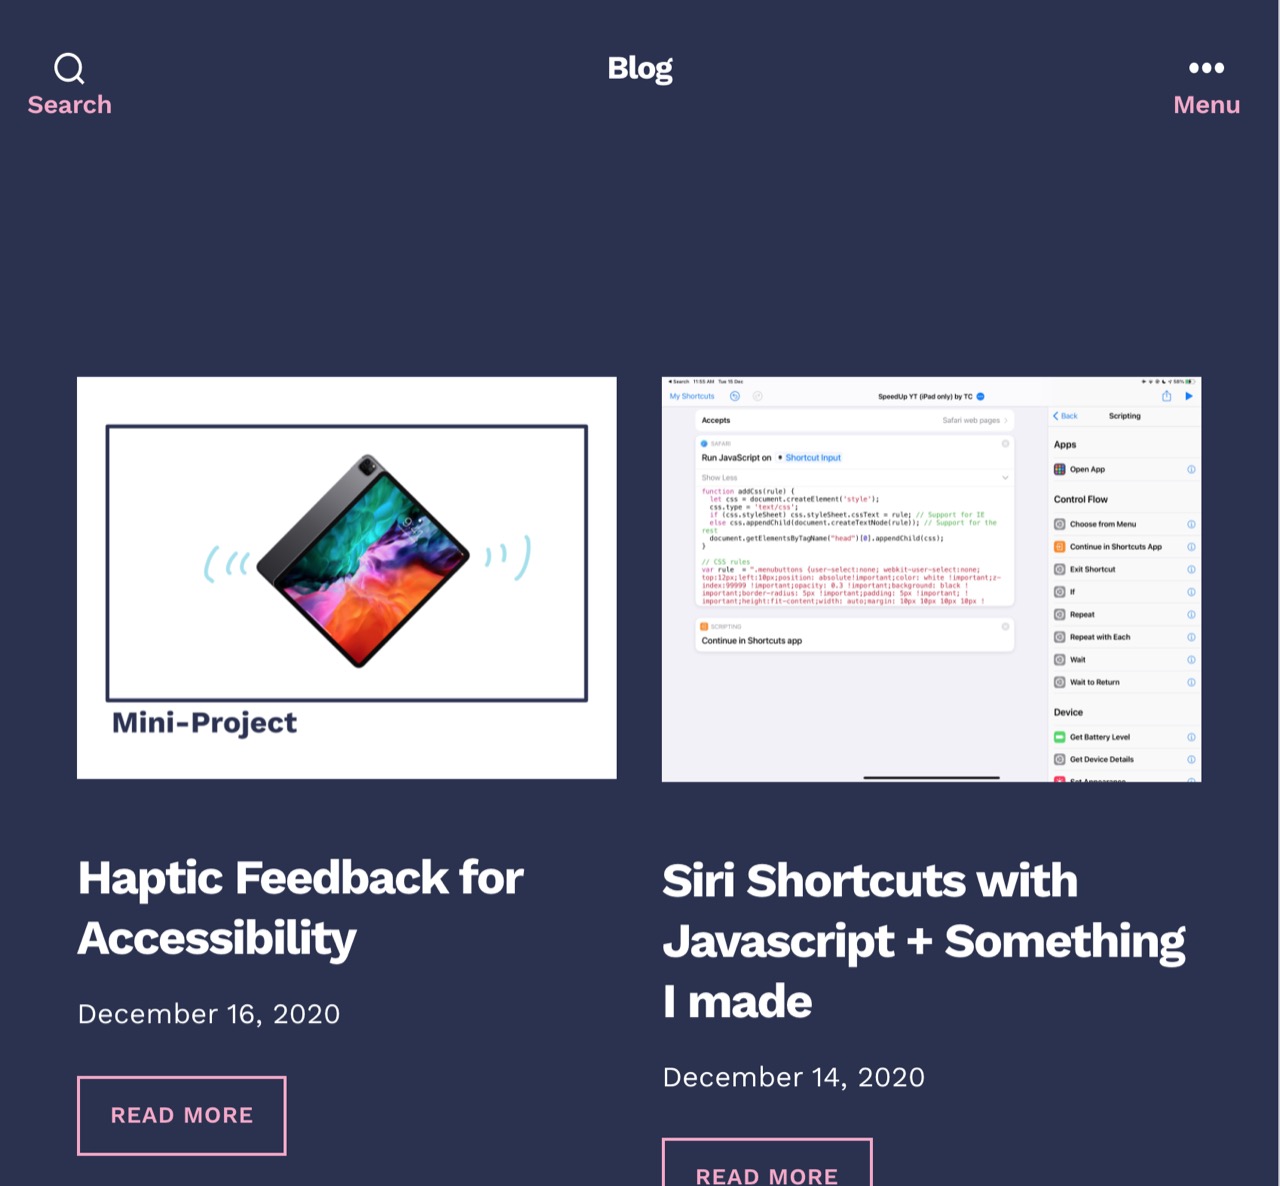 Search
Blog
Menu
Mini-Project
Search 11:55 AM Tue 15 Dec
58%
My Shortcuts
SpeedUp YT (iPad only) by TC
Accepts
Safari web pages
SAFARI
Run JavaScript on Shortcut Input
Show Less
function addCss(rule) {
let css = document.createElement('style');
css.type = 'text/css';
if (css.styleSheet) css.styleSheet.cssText = rule; // Support for IE
else css.appendChild(document.createTextNode(rule)); // Support for the
rest
document.getElementsByTagName("head")[0].appendChild(css);
}
// CSS rules
var rule = ".menubuttons {user-select:none; webkit-user-select:none;
top:12px;left:10px;position: absolute!important;color: white !important;z-
index:99999 !important;opacity: 0.3 !important;background: black !
important;border-radius: 5px !important;padding: 5px !important; !
important;height:fit-content;width: auto;margin: 10px 10px 10px 10px !
SCRIPTING
Continue in Shortcuts app
Back
Scripting
Apps
Open App
Control Flow
Choose from Menu
Continue in Shortcuts App
Exit Shortcut
If
Repeat
Repeat with Each
Wait
Wait to Return
Device
Get Battery Level
Get Device Details
Set Appearance
Haptic Feedback for
Accessibility
December 16, 2020
READ MORE
Siri Shortcuts with
Javascript + Something
I made
December 14, 2020
READ MORE